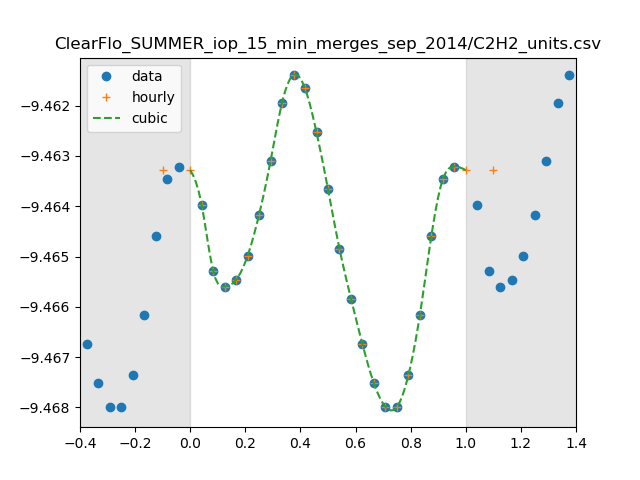 ClearFlo_SUMMER_iop_15_min_merges_sep_2014/C2H2_units.csv
data
hourly
cubic
−9.462
−9.463
−9.464
−9.465
−9.466
−9.467
−9.468
−0.4 −0.2 0.0 0.2 0.4 0.6 0.8 1.0 1.2 1.4